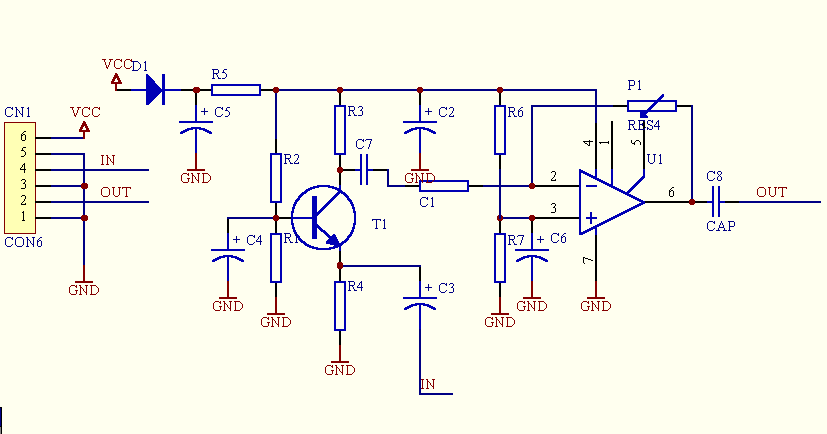 VCC D1
R5
P1
CN1
VCC
+ C5
R3
+ C2
R6
RES4
6
5
4
3
2
1
IN
OUT
CON6
GND
GND
R2
C7
GND
C1
4
1
5
U1
2
3
6
7
C8
CAP
OUT
T1
+ C4
R1
R7
+ C6
GND
GND
R4
+ C3
GND
GND
GND
GND
IN